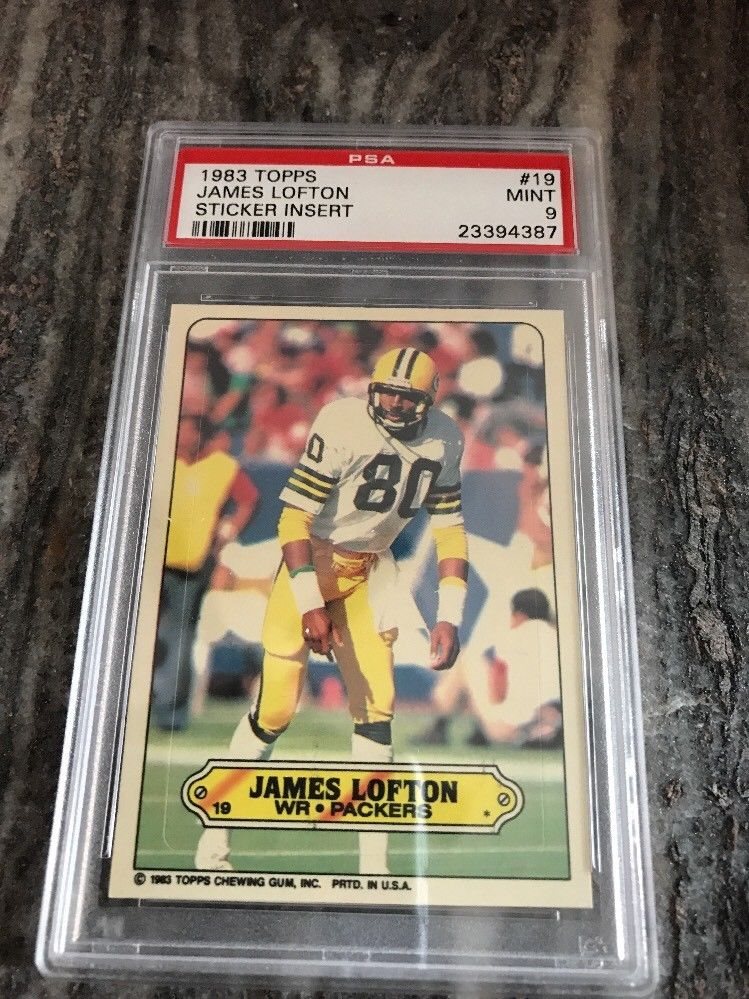 PSA
1983 TOPPS #19
JAMES LOFTON MINT
STICKER INSERT 9
23394387
80
80
JAMES LOFTON
19 WR • PACKERS *
© 1983 TOPPS CHEWING GUM, INC. PRTD. IN U.S.A.